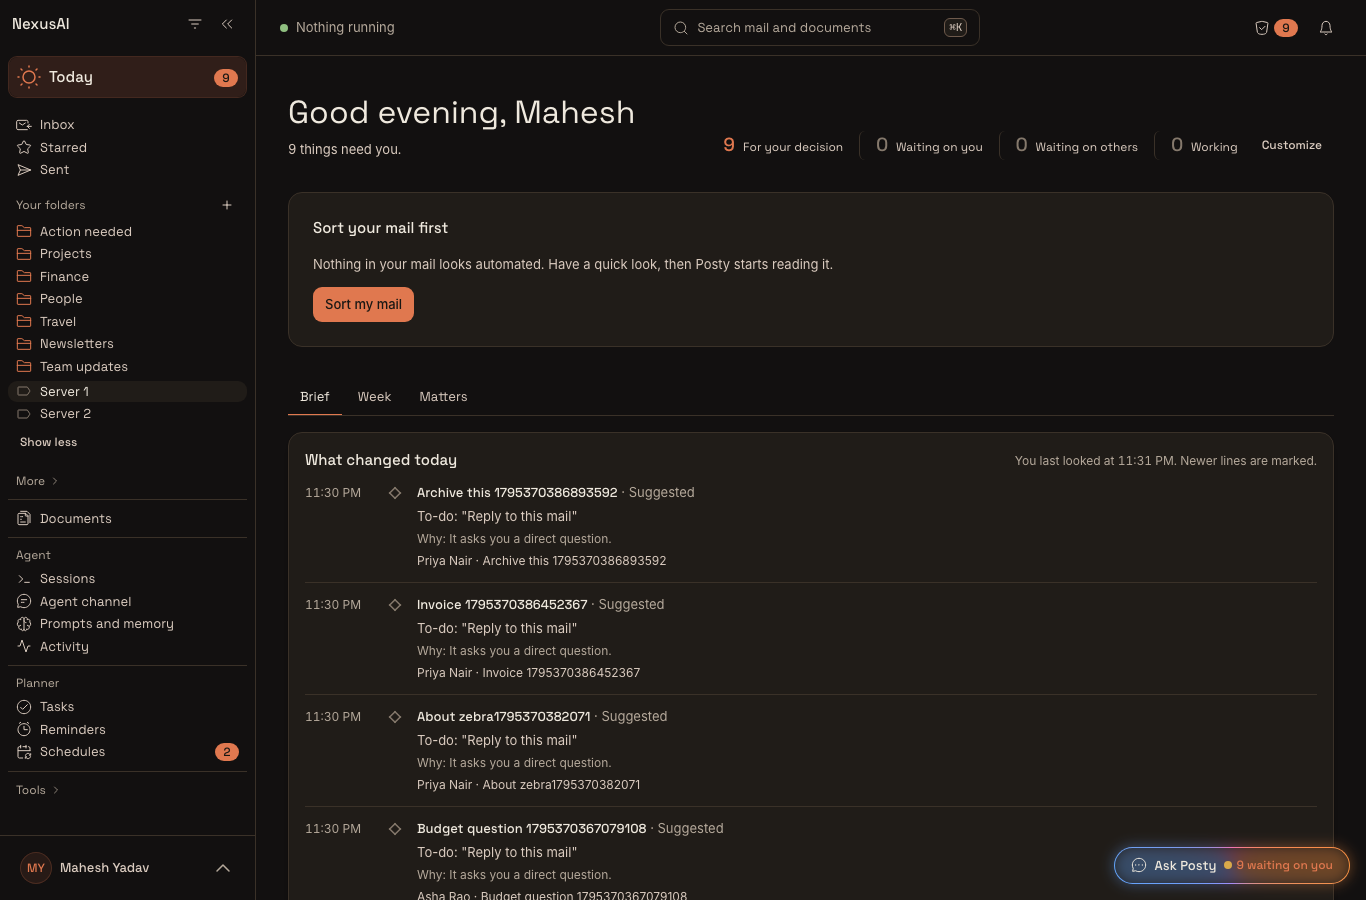 NexusAI
Today 9
Inbox
Starred
Sent
Your folders
Action needed
Projects
Finance
People
Travel
Newsletters
Team updates
Server 1
Server 2
Show less
More
Documents
Agent
Sessions
Agent channel
Prompts and memory
Activity
Planner
Tasks
Reminders
Schedules 2
Tools
MY Mahesh Yadav
Nothing running
Search mail and documents ⌘K
9
Good evening, Mahesh
9 things need you.
9 For your decision
0 Waiting on you
0 Waiting on others
0 Working
Customize
Sort your mail first
Nothing in your mail looks automated. Have a quick look, then Posty starts reading it.
Sort my mail
Brief Week Matters
What changed today
You last looked at 11:31 PM. Newer lines are marked.
11:30 PM Archive this 1795370386893592 · Suggested
To-do: "Reply to this mail"
Why: It asks you a direct question.
Priya Nair · Archive this 1795370386893592
11:30 PM Invoice 1795370386452367 · Suggested
To-do: "Reply to this mail"
Why: It asks you a direct question.
Priya Nair · Invoice 1795370386452367
11:30 PM About zebra1795370382071 · Suggested
To-do: "Reply to this mail"
Why: It asks you a direct question.
Priya Nair · About zebra1795370382071
11:30 PM Budget question 1795370367079108 · Suggested
To-do: "Reply to this mail"
Why: It asks you a direct question.
Asha Rao · Budget question 1795370367079108
Ask Posty 9 waiting on you